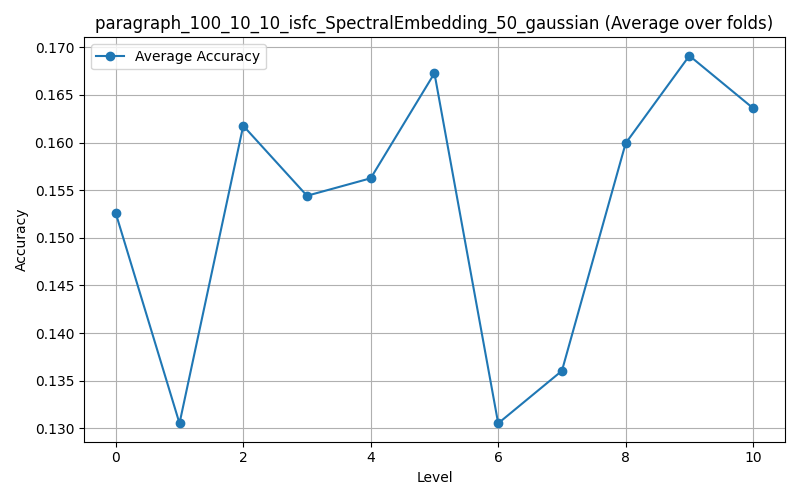 paragraph_100_10_10_isfc_SpectralEmbedding_50_gaussian (Average over folds)
Average Accuracy
0.170
0.165
0.160
0.155
0.150
0.145
0.140
0.135
0.130
Accuracy
0 2 4 6 8 10
Level